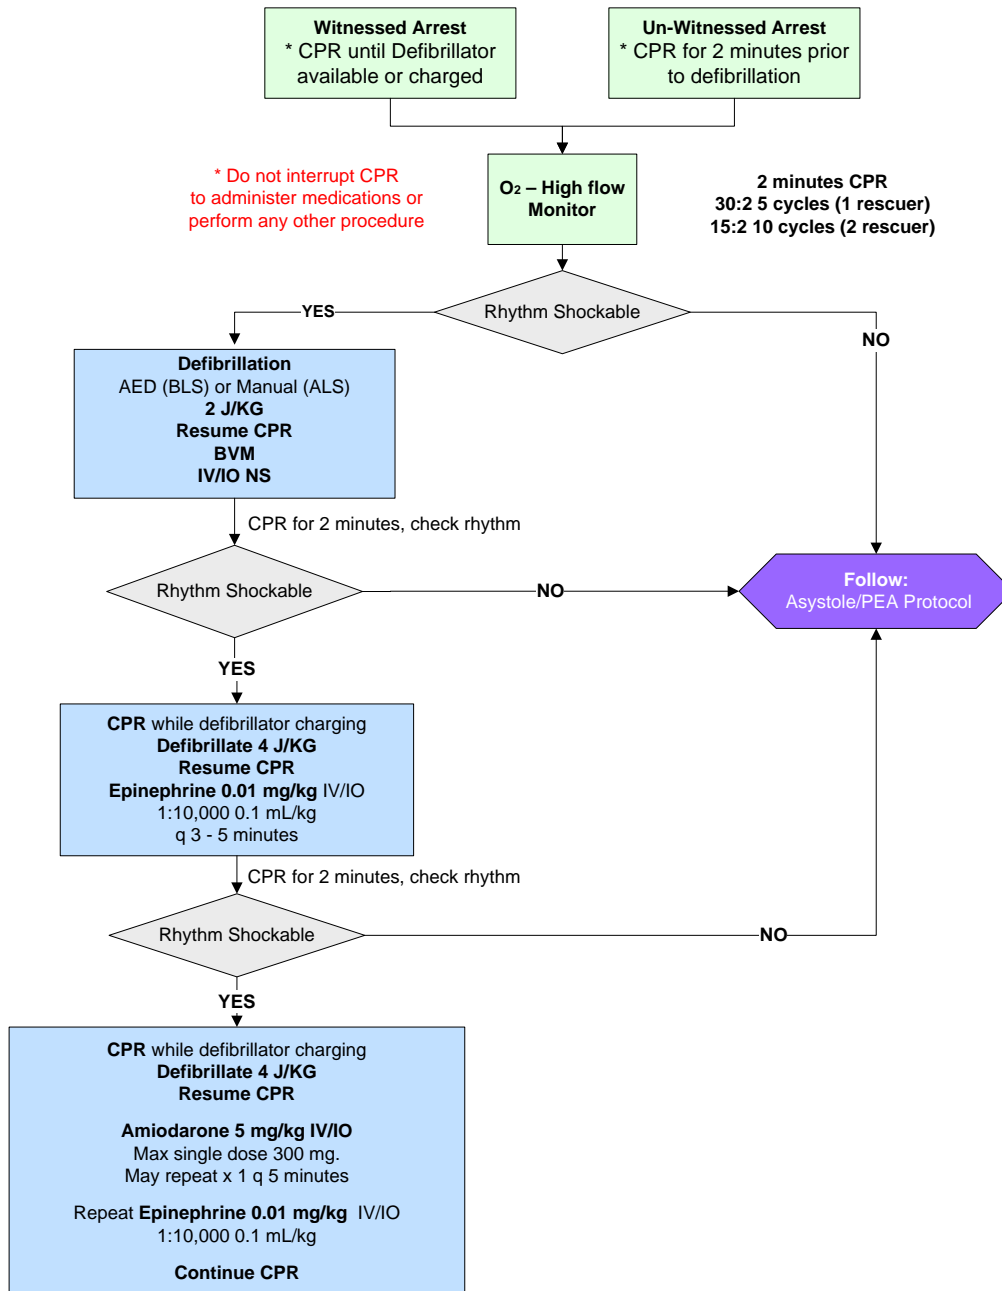 Witnessed Arrest
* CPR until Defibrillator
available or charged
Un-Witnessed Arrest
* CPR for 2 minutes prior
to defibrillation
* Do not interrupt CPR
to administer medications or
perform any other procedure
O2 – High flow
Monitor
2 minutes CPR
30:2 5 cycles (1 rescuer)
15:2 10 cycles (2 rescuer)
Rhythm Shockable
YES
NO
Defibrillation
AED (BLS) or Manual (ALS)
2 J/KG
Resume CPR
BVM
IV/IO NS
CPR for 2 minutes, check rhythm
Rhythm Shockable
NO
Follow:
Asystole/PEA Protocol
YES
CPR while defibrillator charging
Defibrillate 4 J/KG
Resume CPR
Epinephrine 0.01 mg/kg IV/IO
1:10,000 0.1 mL/kg
q 3 - 5 minutes
CPR for 2 minutes, check rhythm
Rhythm Shockable
NO
YES
CPR while defibrillator charging
Defibrillate 4 J/KG
Resume CPR
Amiodarone 5 mg/kg IV/IO
Max single dose 300 mg.
May repeat x 1 q 5 minutes
Repeat Epinephrine 0.01 mg/kg IV/IO
1:10,000 0.1 mL/kg
Continue CPR